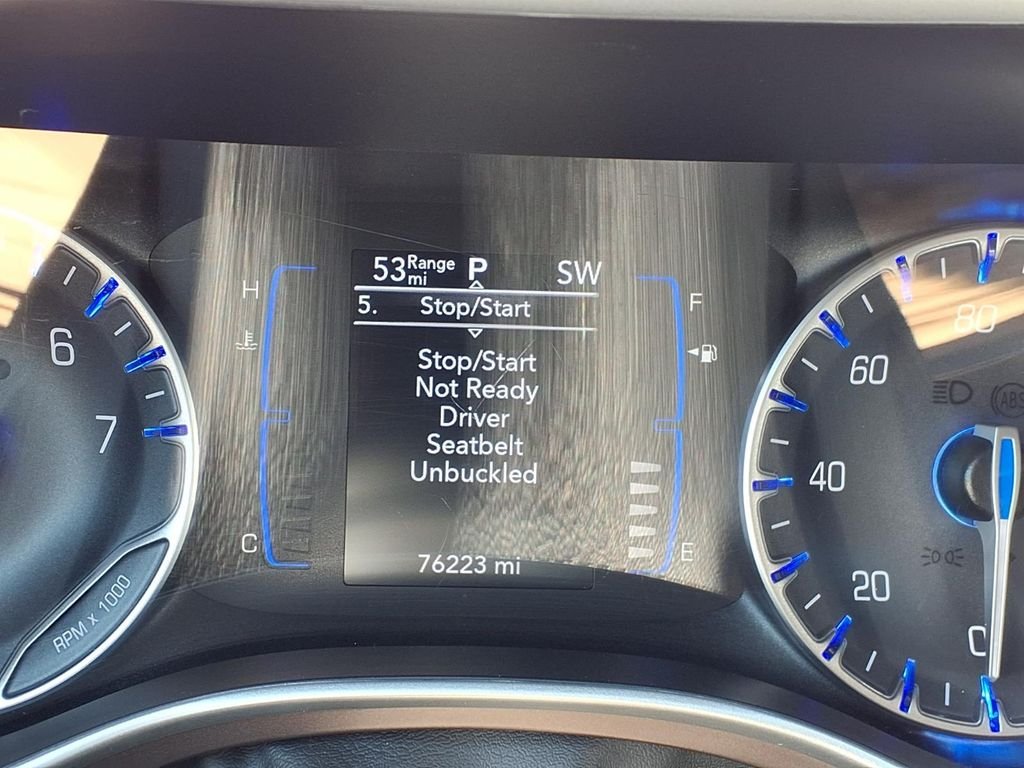 53 Range mi P SW
5. Stop/Start
Stop/Start
Not Ready
Driver
Seatbelt
Unbuckled
76223 mi
H
C
F
E
6
7
RPM x 1000
80
60
40
20
0
ABS